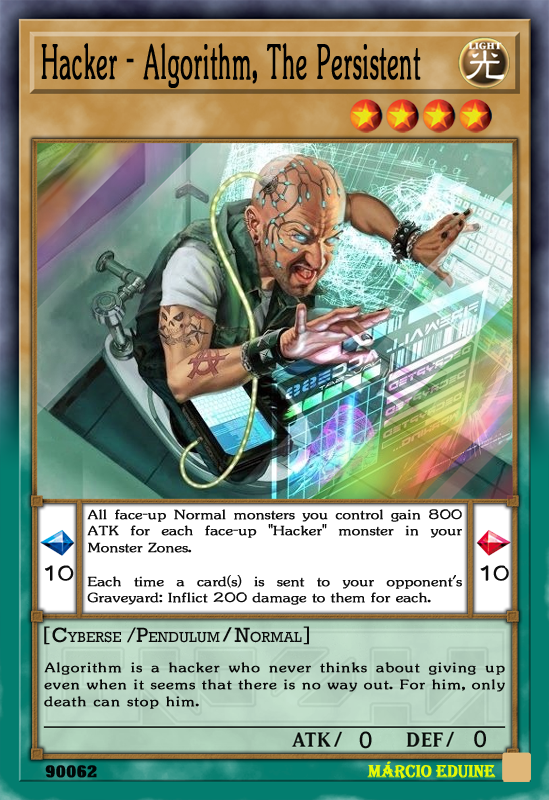 Hacker - Algorithm, The Persistent
LIGHT
光
All face-up Normal monsters you control gain 800
ATK for each face-up "Hacker" monster in your
Monster Zones.
Each time a card(s) is sent to your opponent's
Graveyard: Inflict 200 damage to them for each.
10
10
[Cyberse /Pendulum/Normal]
Algorithm is a hacker who never thinks about giving up
even when it seems that there is no way out. For him, only
death can stop him.
ATK/ 0 DEF/ 0
90062
MÁRCIO EDUINE